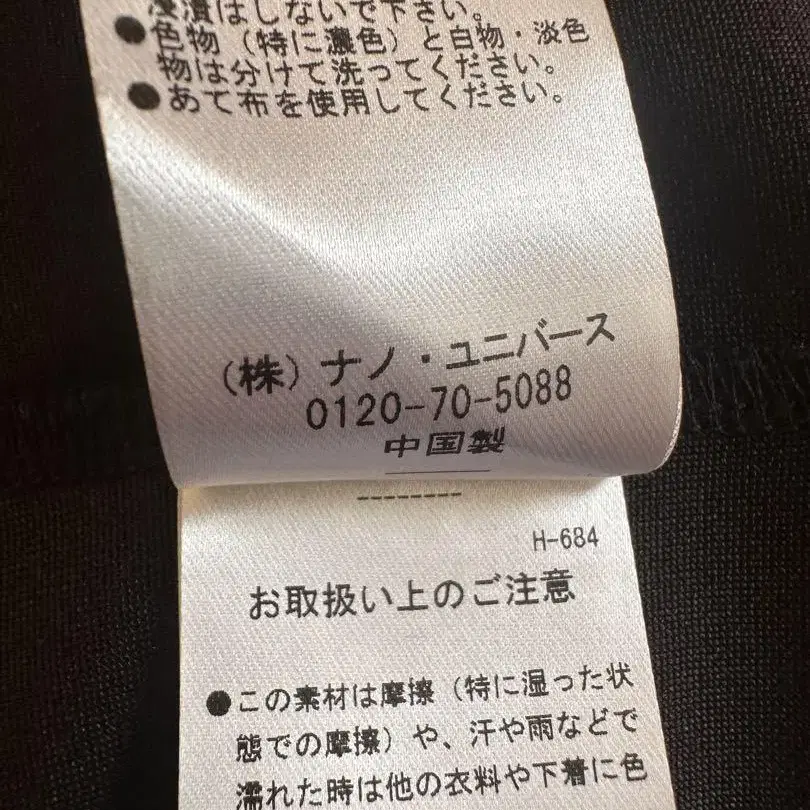 浸漬はしないで下さい。
●色物（特に濃色）と白物・淡色
物は分けて洗ってください。
●あて布を使用してください。
（株）ナノ・ユニバース
0120-70-5088
中国製
--------
H-684
お取扱い上のご注意
●この素材は摩擦（特に湿った状
態での摩擦）や、汗や雨などで
濡れた時は他の衣料や下着に色